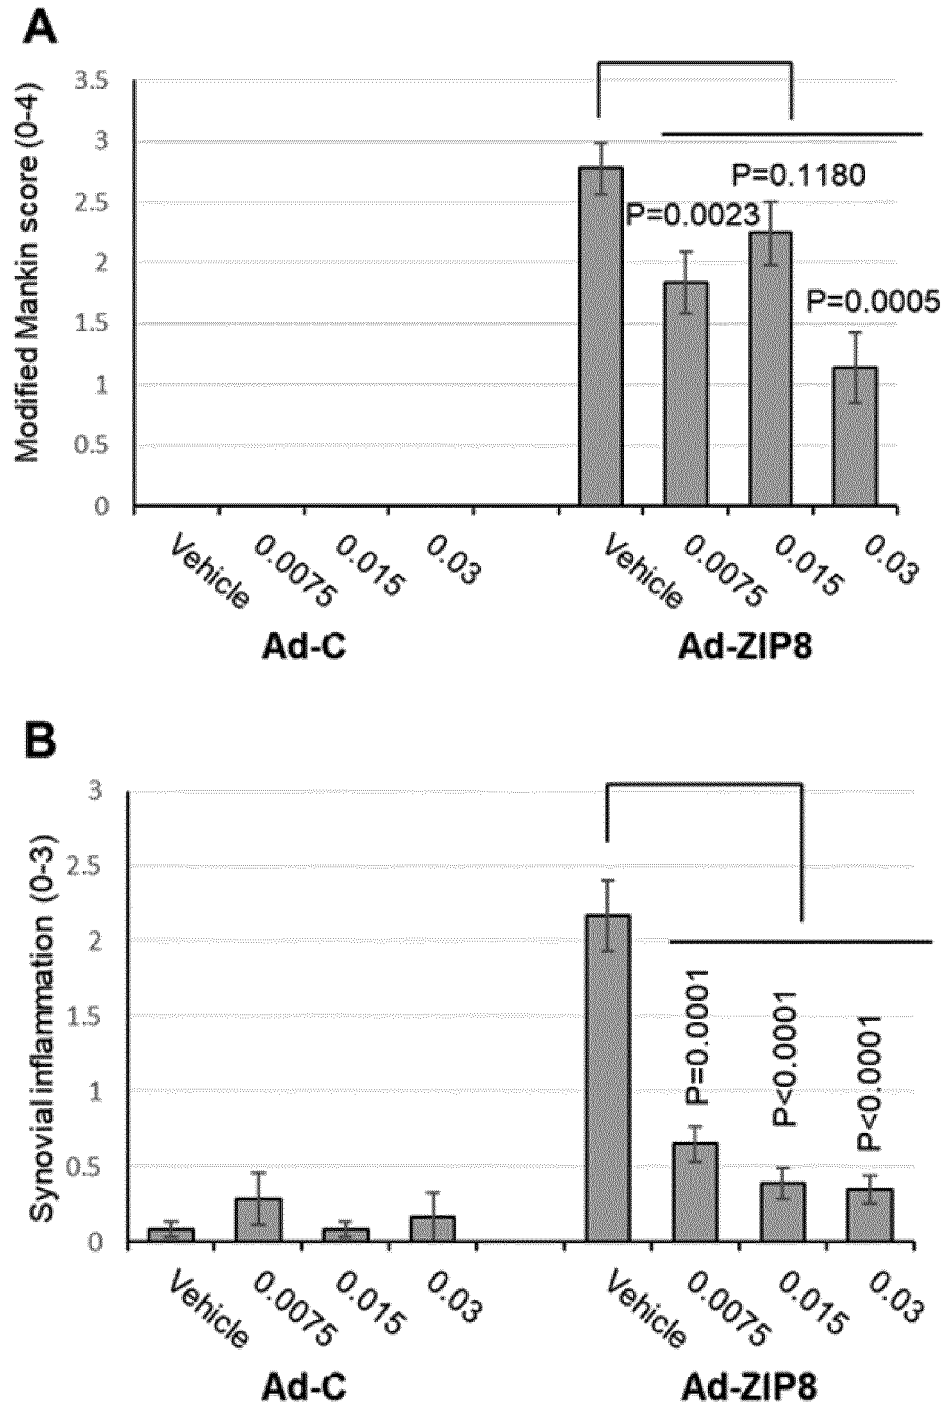 A
Modified Mankin score (0-4)
3.5
3
2.5
2
1.5
1
0.5
0
P=0.1180
P=0.0023
P=0.0005
Vehicle 0.0075 0.015 0.03 Vehicle 0.0075 0.015 0.03
Ad-C Ad-ZIP8
B
Synovial inflammation (0-3)
3
2.5
2
1.5
1
0.5
0
P=0.0001
P<0.0001
P<0.0001
Vehicle 0.0075 0.015 0.03 Vehicle 0.0075 0.015 0.03
Ad-C Ad-ZIP8